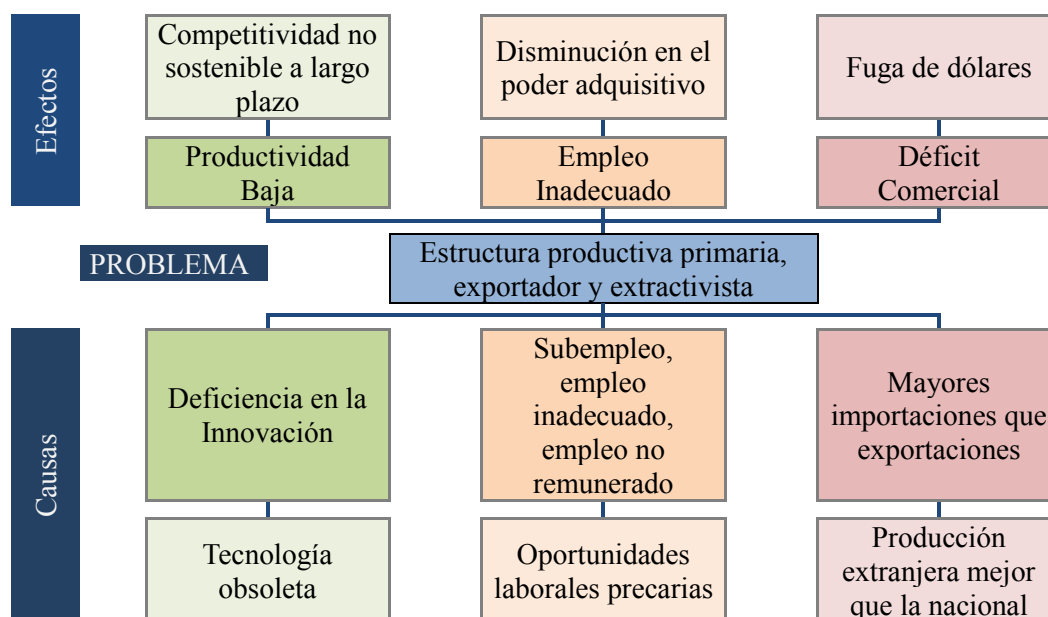 Efectos
Competitividad no
sostenible a largo
plazo
Disminución en el
poder adquisitivo
Fuga de dólares
Productividad
Baja
Empleo
Inadecuado
Déficit
Comercial
PROBLEMA
Estructura productiva primaria,
exportador y extractivista
Causas
Deficiencia en la
Innovación
Subempleo,
empleo
inadecuado,
empleo no
remunerado
Mayores
importaciones que
exportaciones
Tecnología
obsoleta
Oportunidades
laborales precarias
Producción
extranjera mejor
que la nacional